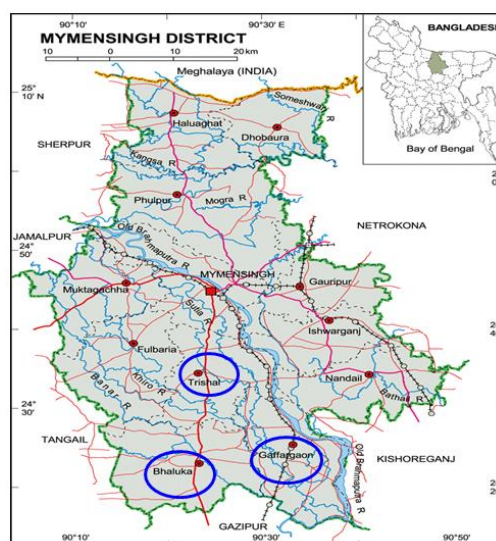 90°10' 90°30' E
MYMENSINGH DISTRICT
10 0 10 20 km
BANGLADESH
Bay of Bengal
Meghalaya (INDIA)
25°
10' N
Someshwari R
Haluaghat
Dhobaura
SHERPUR
Kangsa R
Phulpur
Mogra R
NETROKONA
JAMALPUR
Old Brahmaputra R
24°
50'
MYMENSINGH
Muktagachha
Gauripur
Sutia R
Ishwarganj
Fulbaria
Trishal
Nandail
Khiro R
Banar R
24°
30'
TANGAIL
Gaffargaon
KISHOREGANJ
Bhaluka
Old Brahmaputra R
GAZIPUR
90°10' 90°30'